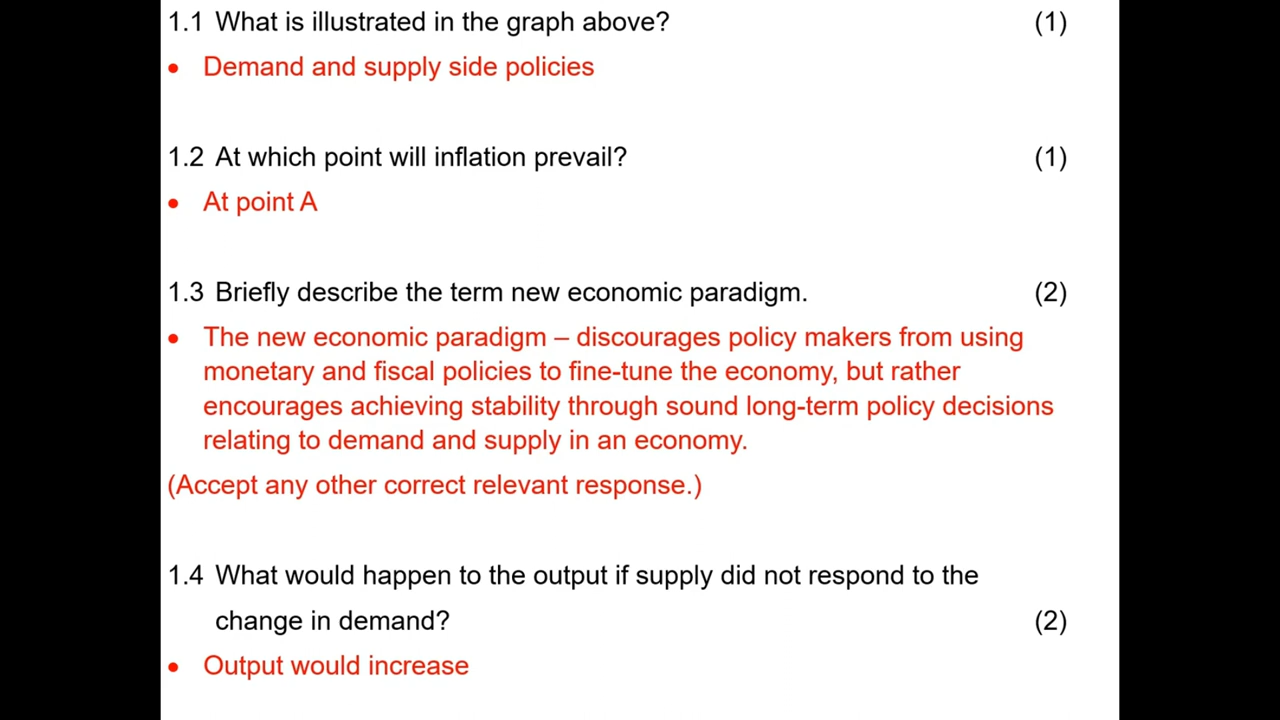 1.1 What is illustrated in the graph above? (1)
• Demand and supply side policies
1.2 At which point will inflation prevail? (1)
• At point A
1.3 Briefly describe the term new economic paradigm. (2)
• The new economic paradigm – discourages policy makers from using
monetary and fiscal policies to fine-tune the economy, but rather
encourages achieving stability through sound long-term policy decisions
relating to demand and supply in an economy.
(Accept any other correct relevant response.)
1.4 What would happen to the output if supply did not respond to the
change in demand? (2)
• Output would increase